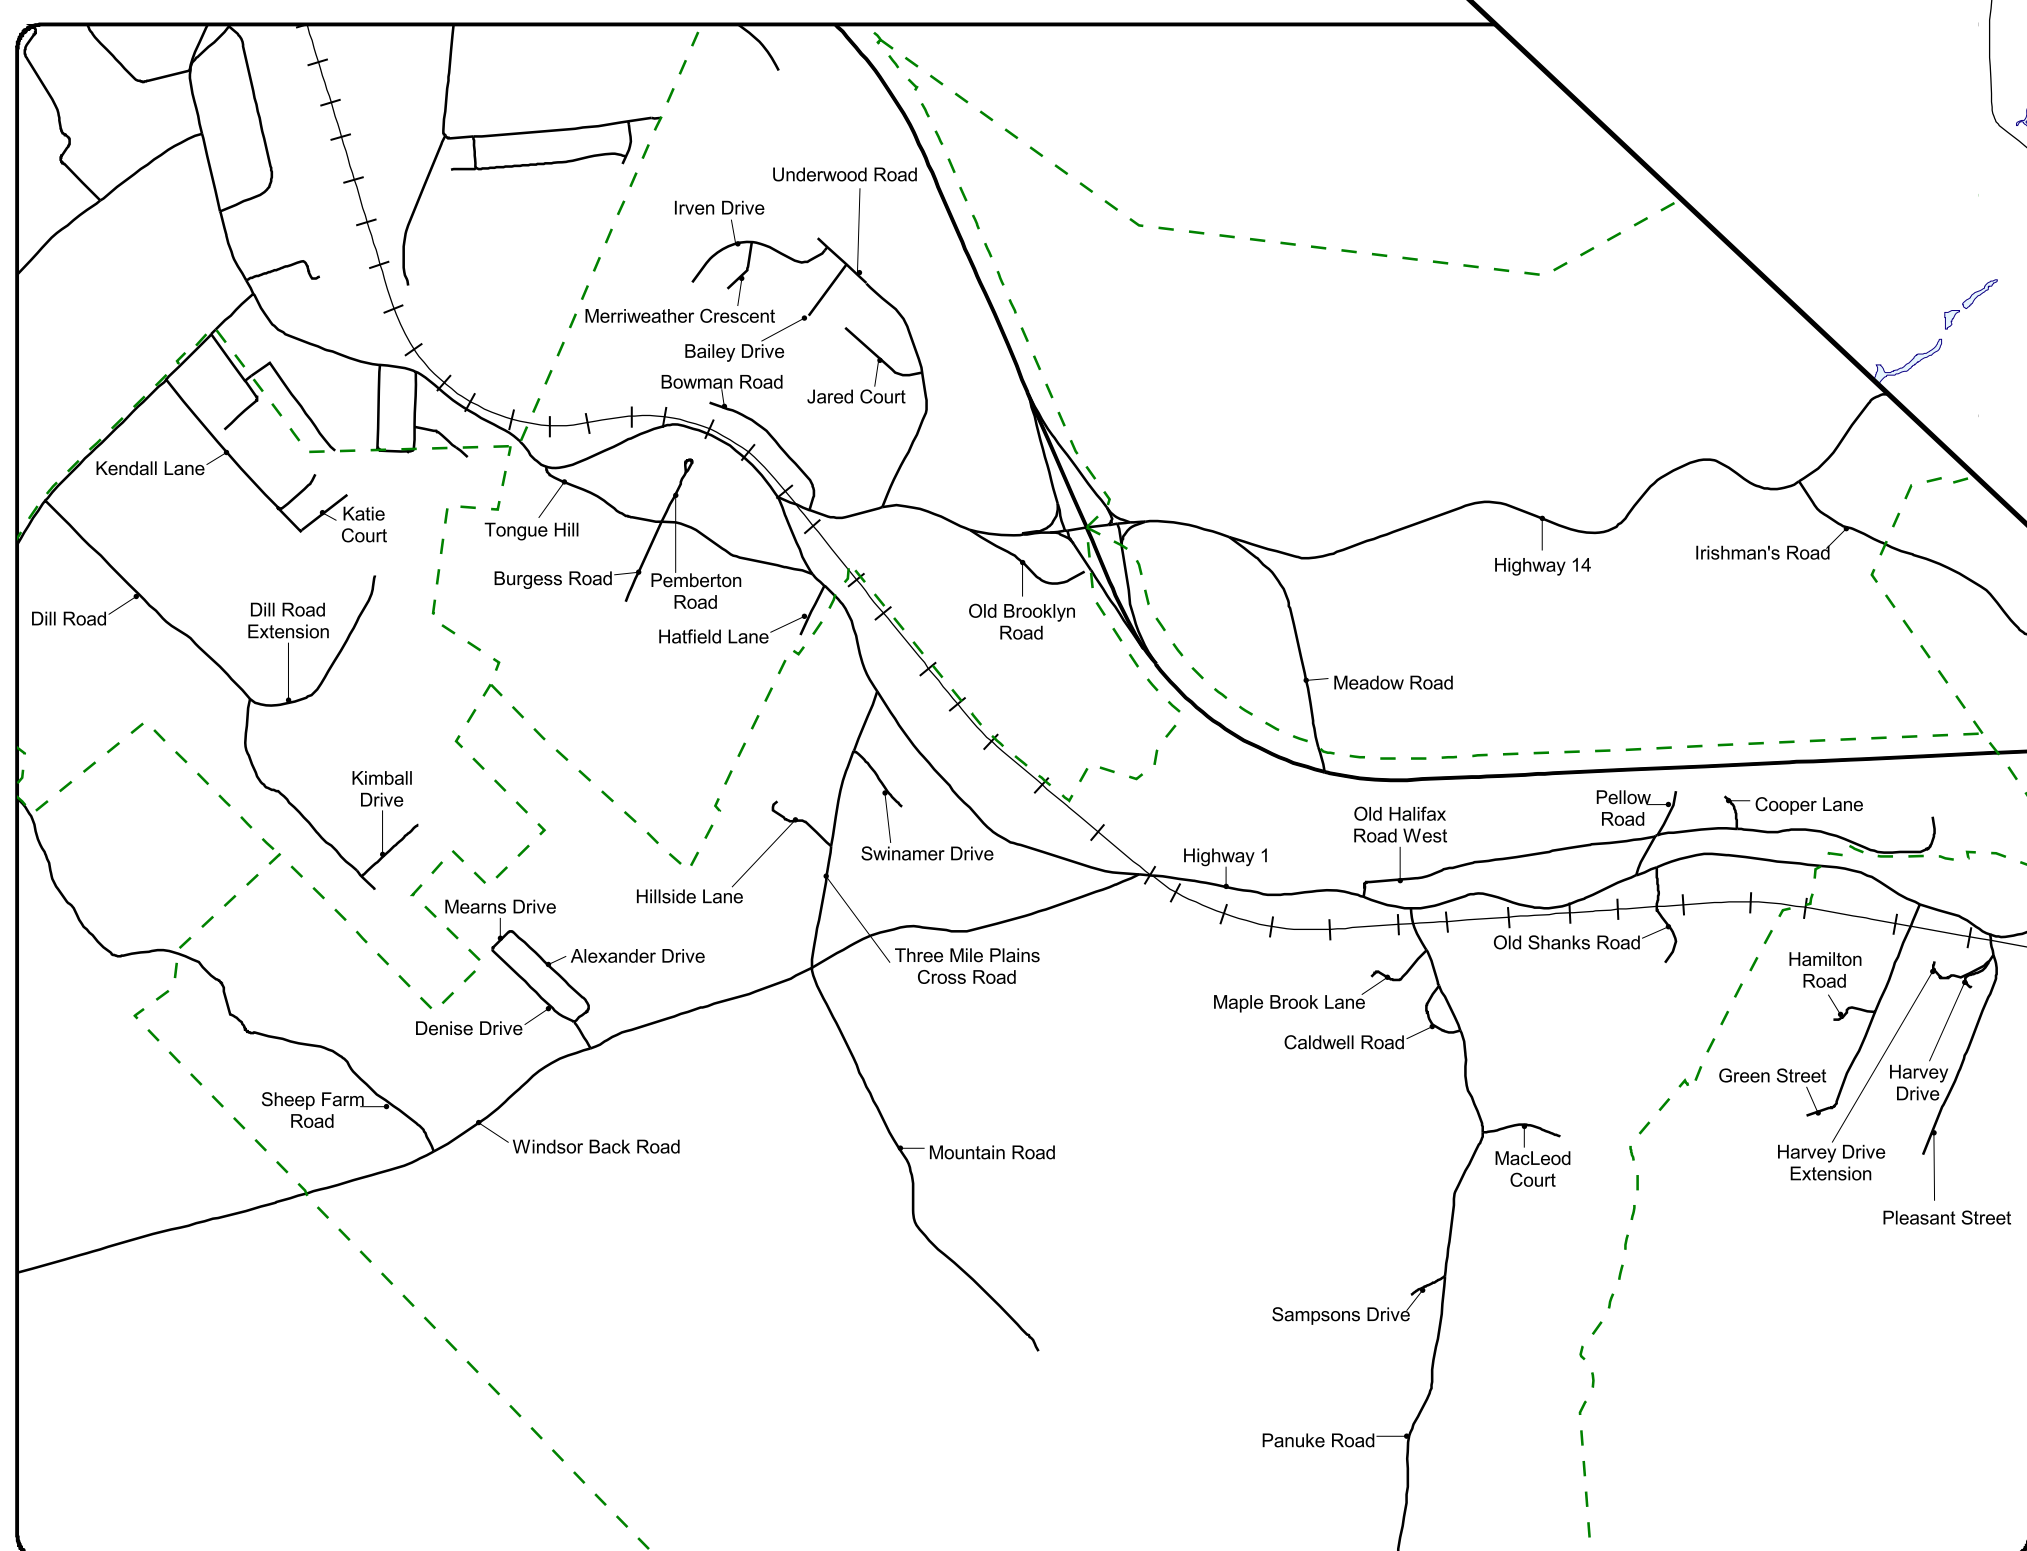 Underwood Road
Irven Drive
Merriweather Crescent
Bailey Drive
Bowman Road
Jared Court
Kendall Lane
Katie
Court
Tongue Hill
Highway 14
Irishman's Road
Burgess Road
Pemberton
Road
Dill Road
Dill Road
Extension
Hatfield Lane
Old Brooklyn
Road
Meadow Road
Kimball
Drive
Pellow
Road
Cooper Lane
Old Halifax
Road West
Swinamer Drive
Highway 1
Hillside Lane
Mearns Drive
Alexander Drive
Three Mile Plains
Cross Road
Old Shanks Road
Hamilton
Road
Maple Brook Lane
Denise Drive
Caldwell Road
Green Street
Harvey
Drive
Sheep Farm
Road
Windsor Back Road
Mountain Road
MacLeod
Court
Harvey Drive
Extension
Pleasant Street
Sampsons Drive
Panuke Road